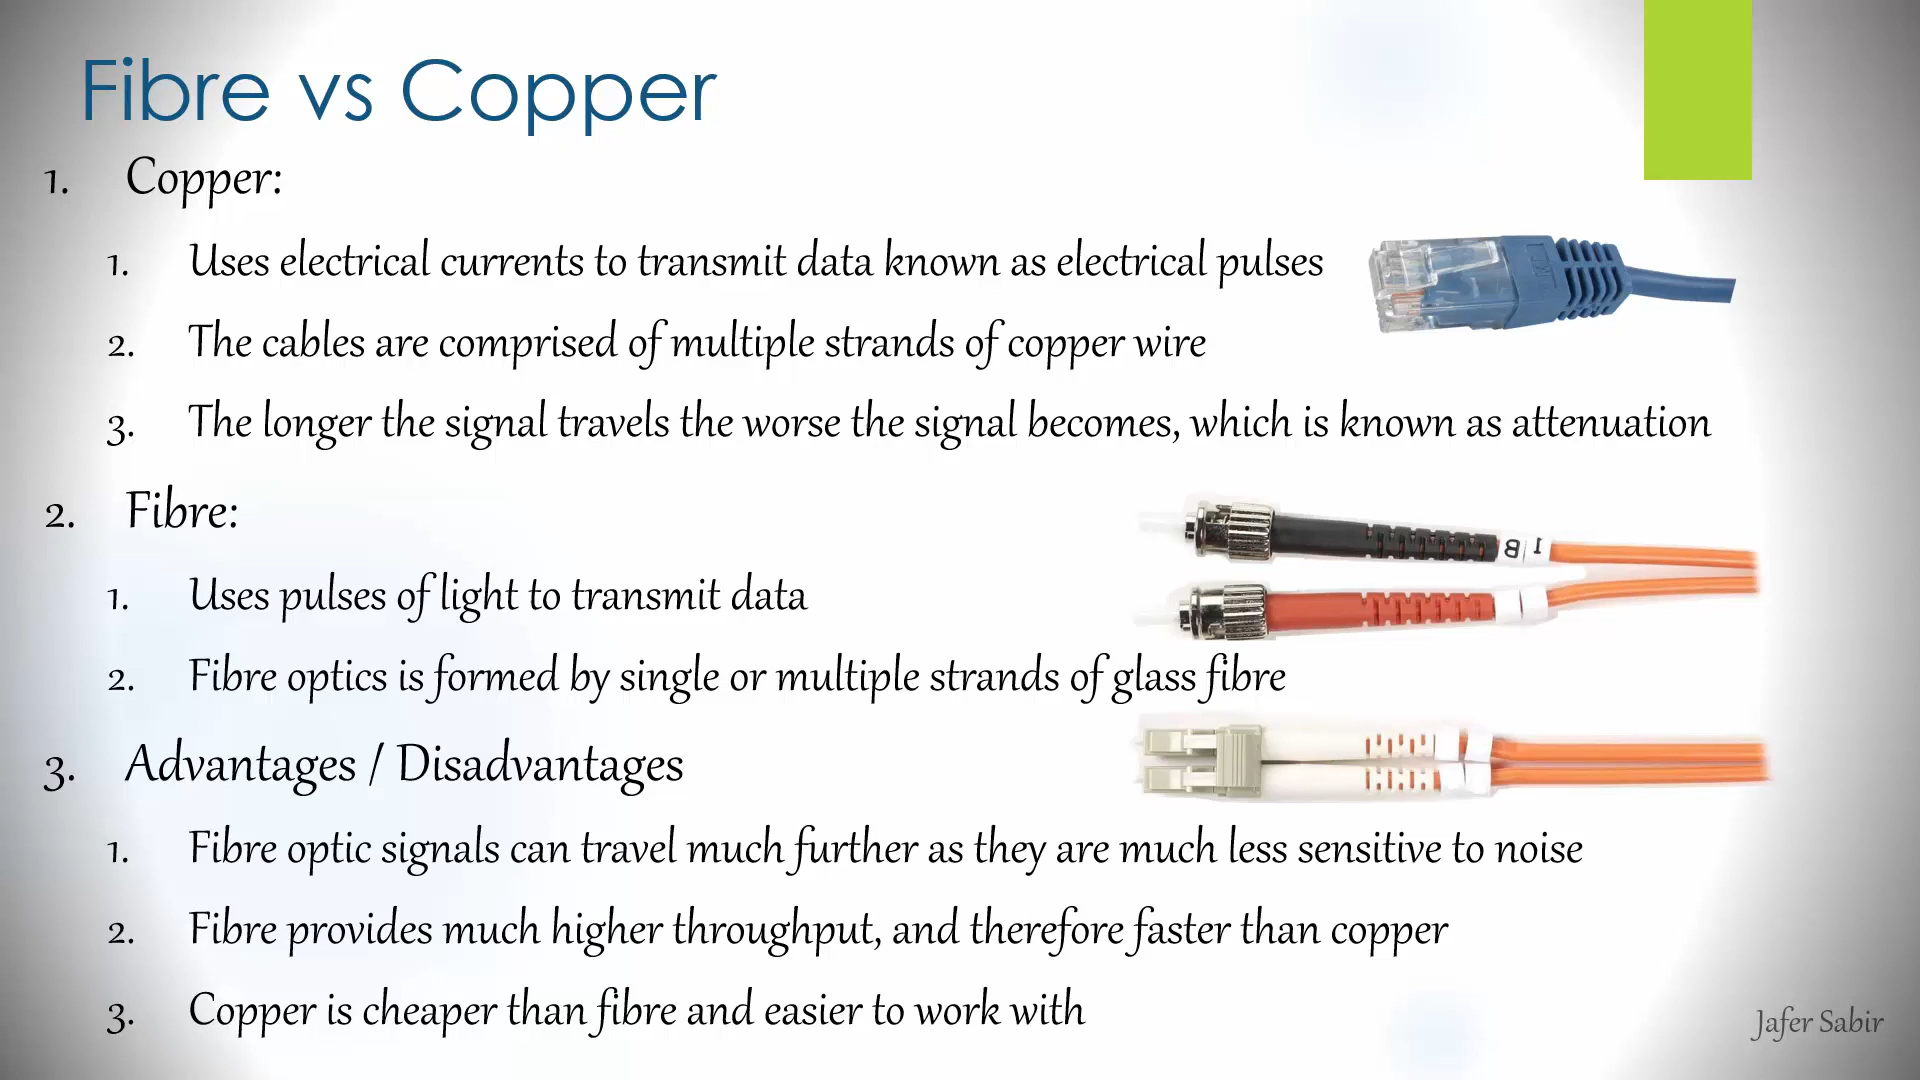 Fibre vs Copper
1. Copper:
1. Uses electrical currents to transmit data known as electrical pulses
2. The cables are comprised of multiple strands of copper wire
3. The longer the signal travels the worse the signal becomes, which is known as attenuation
2. Fibre:
1. Uses pulses of light to transmit data
2. Fibre optics is formed by single or multiple strands of glass fibre
3. Advantages / Disadvantages
1. Fibre optic signals can travel much further as they are much less sensitive to noise
2. Fibre provides much higher throughput, and therefore faster than copper
3. Copper is cheaper than fibre and easier to work with
Jafer Sabir